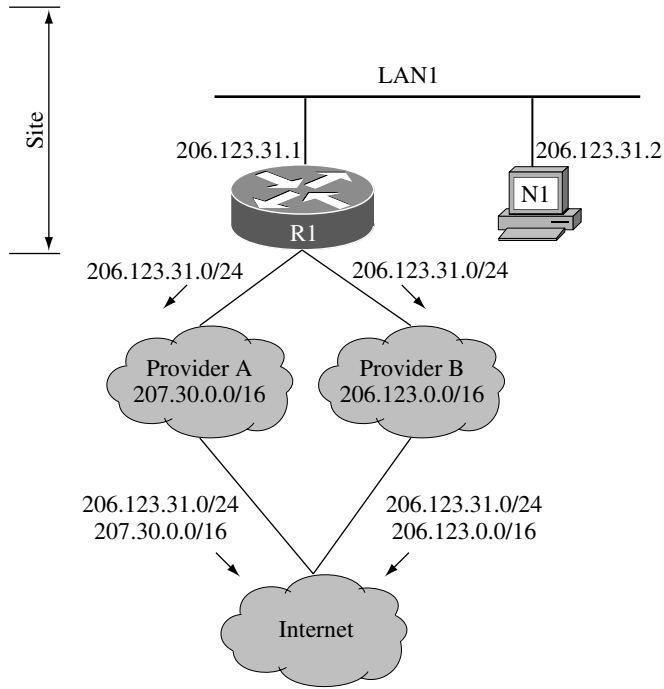 Site
LAN1
206.123.31.1
206.123.31.2
N1
R1
206.123.31.0/24
206.123.31.0/24
Provider A
207.30.0.0/16
Provider B
206.123.0.0/16
206.123.31.0/24
207.30.0.0/16
206.123.31.0/24
206.123.0.0/16
Internet